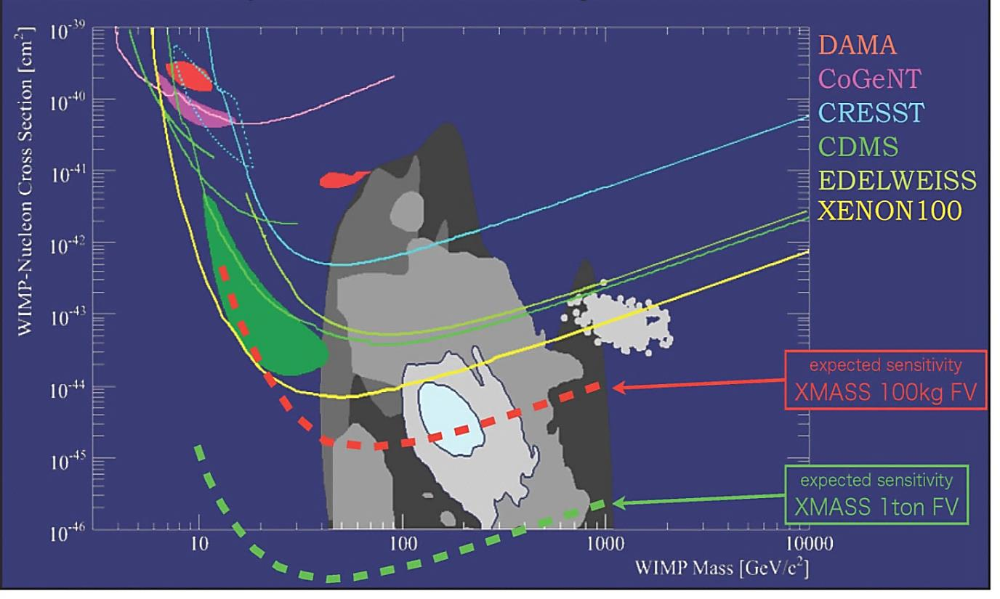 WIMP-Nucleon Cross Section [cm²]
10⁻³⁹
10⁻⁴⁰
10⁻⁴¹
10⁻⁴²
10⁻⁴³
10⁻⁴⁴
10⁻⁴⁵
10⁻⁴⁶
DAMA
CoGeNT
CRESST
CDMS
EDELWEISS
XENON100
expected sensitivity
XMASS 100kg FV
expected sensitivity
XMASS 1ton FV
10
100
1000
10000
WIMP Mass [GeV/c²]